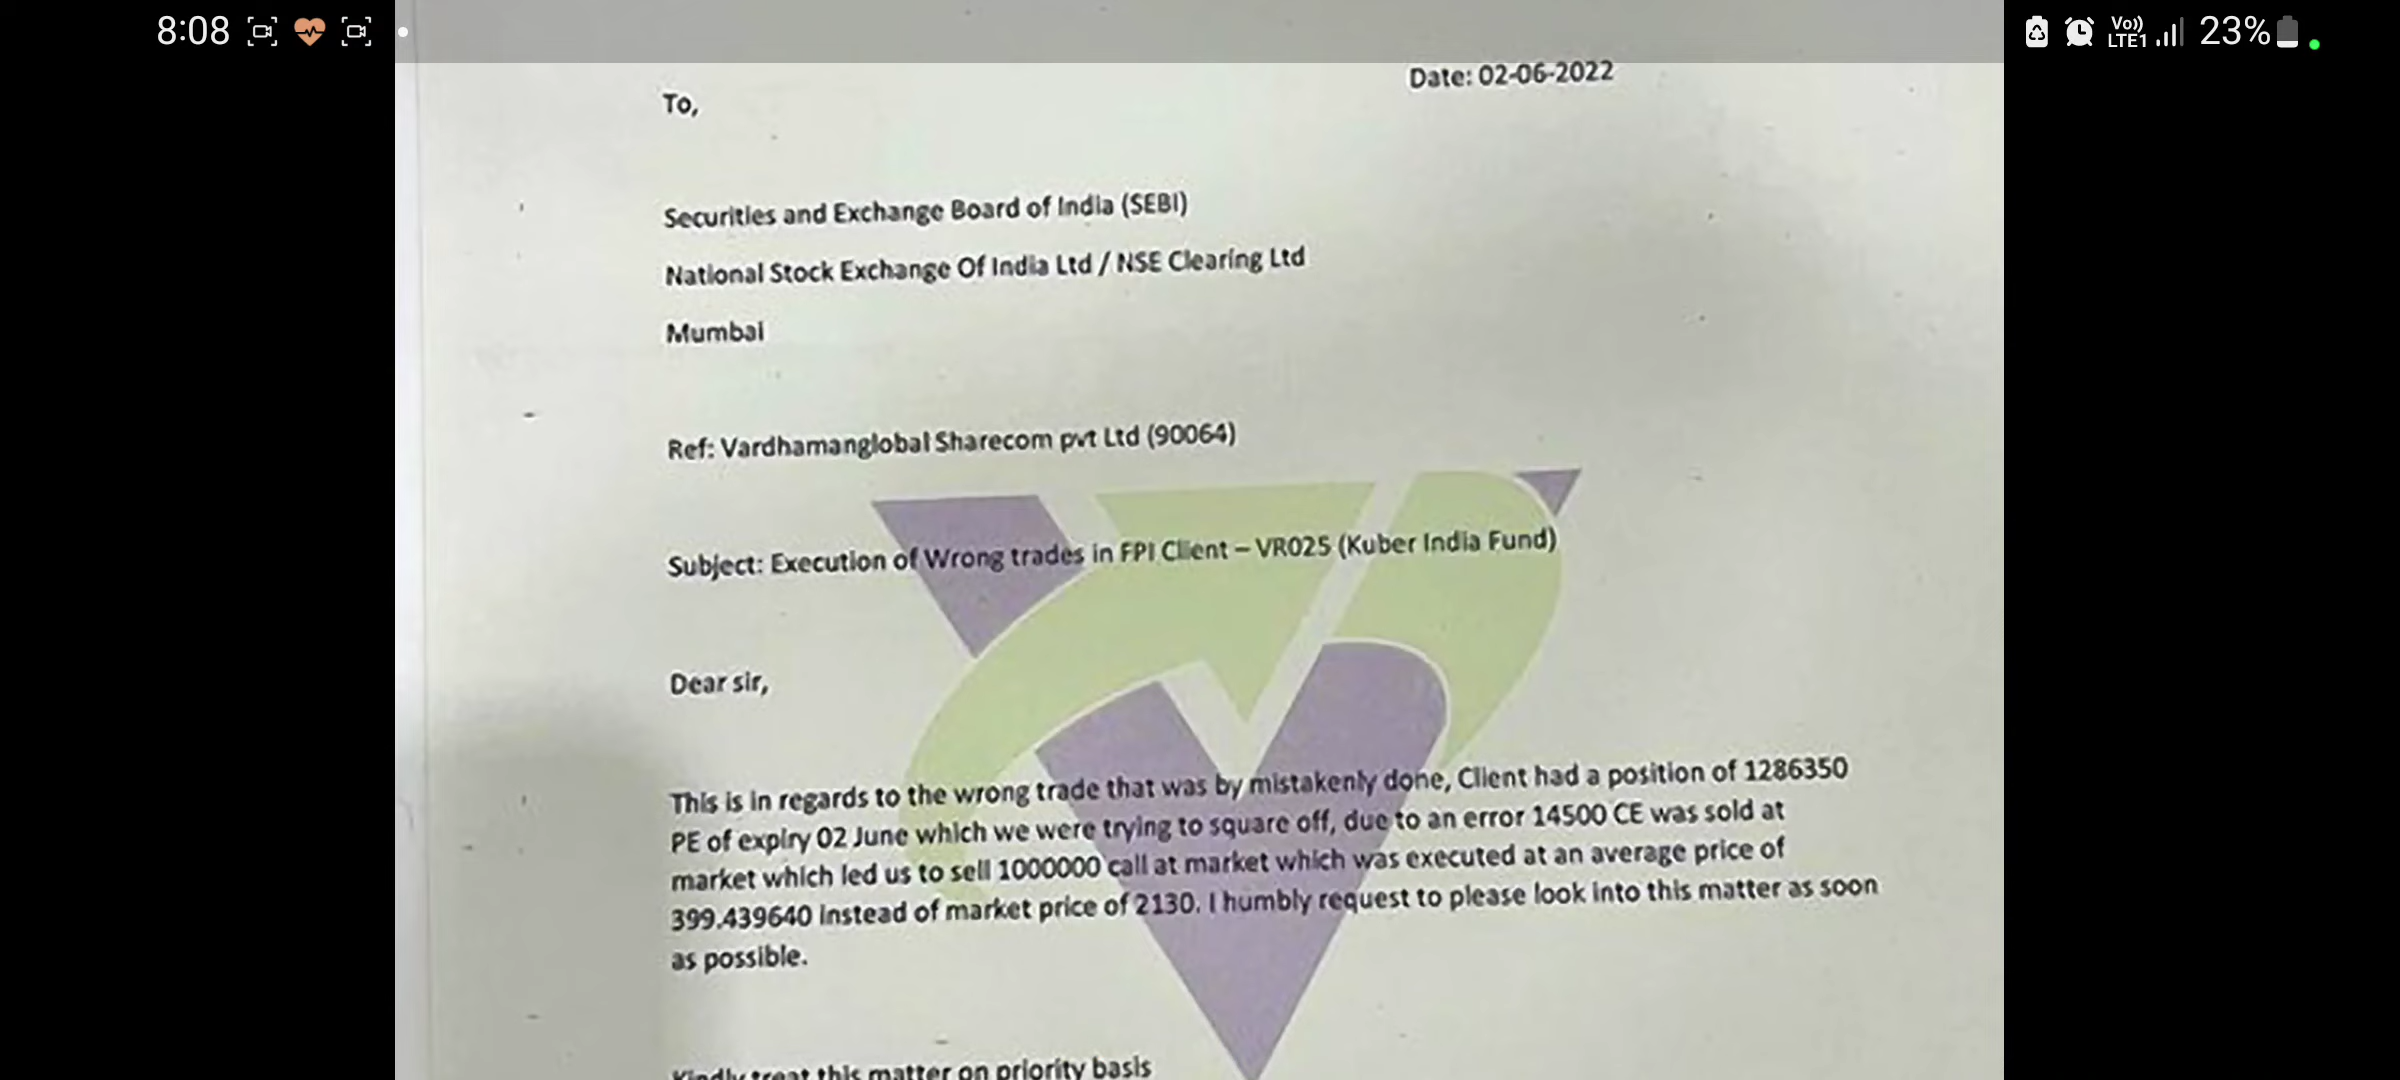 8:08
Vo)) LTE1 23%
Date: 02-06-2022
To,
Securities and Exchange Board of India (SEBI)
National Stock Exchange Of India Ltd / NSE Clearing Ltd
Mumbai
Ref: Vardhamanglobal Sharecom pvt Ltd (90064)
Subject: Execution of Wrong trades in FPI Client – VR025 (Kuber India Fund)
Dear sir,
This is in regards to the wrong trade that was by mistakenly done, Client had a position of 1286350
PE of expiry 02 June which we were trying to square off, due to an error 14500 CE was sold at
market which led us to sell 1000000 call at market which was executed at an average price of
399.439640 instead of market price of 2130. I humbly request to please look into this matter as soon
as possible.
Kindly treat this matter on priority basis